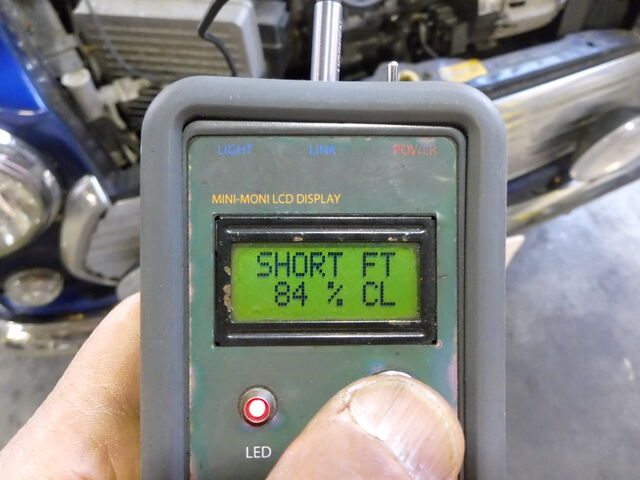 LIGHT LINK POWER
MINI-MONI LCD DISPLAY
SHORT FT
84 % CL
LED